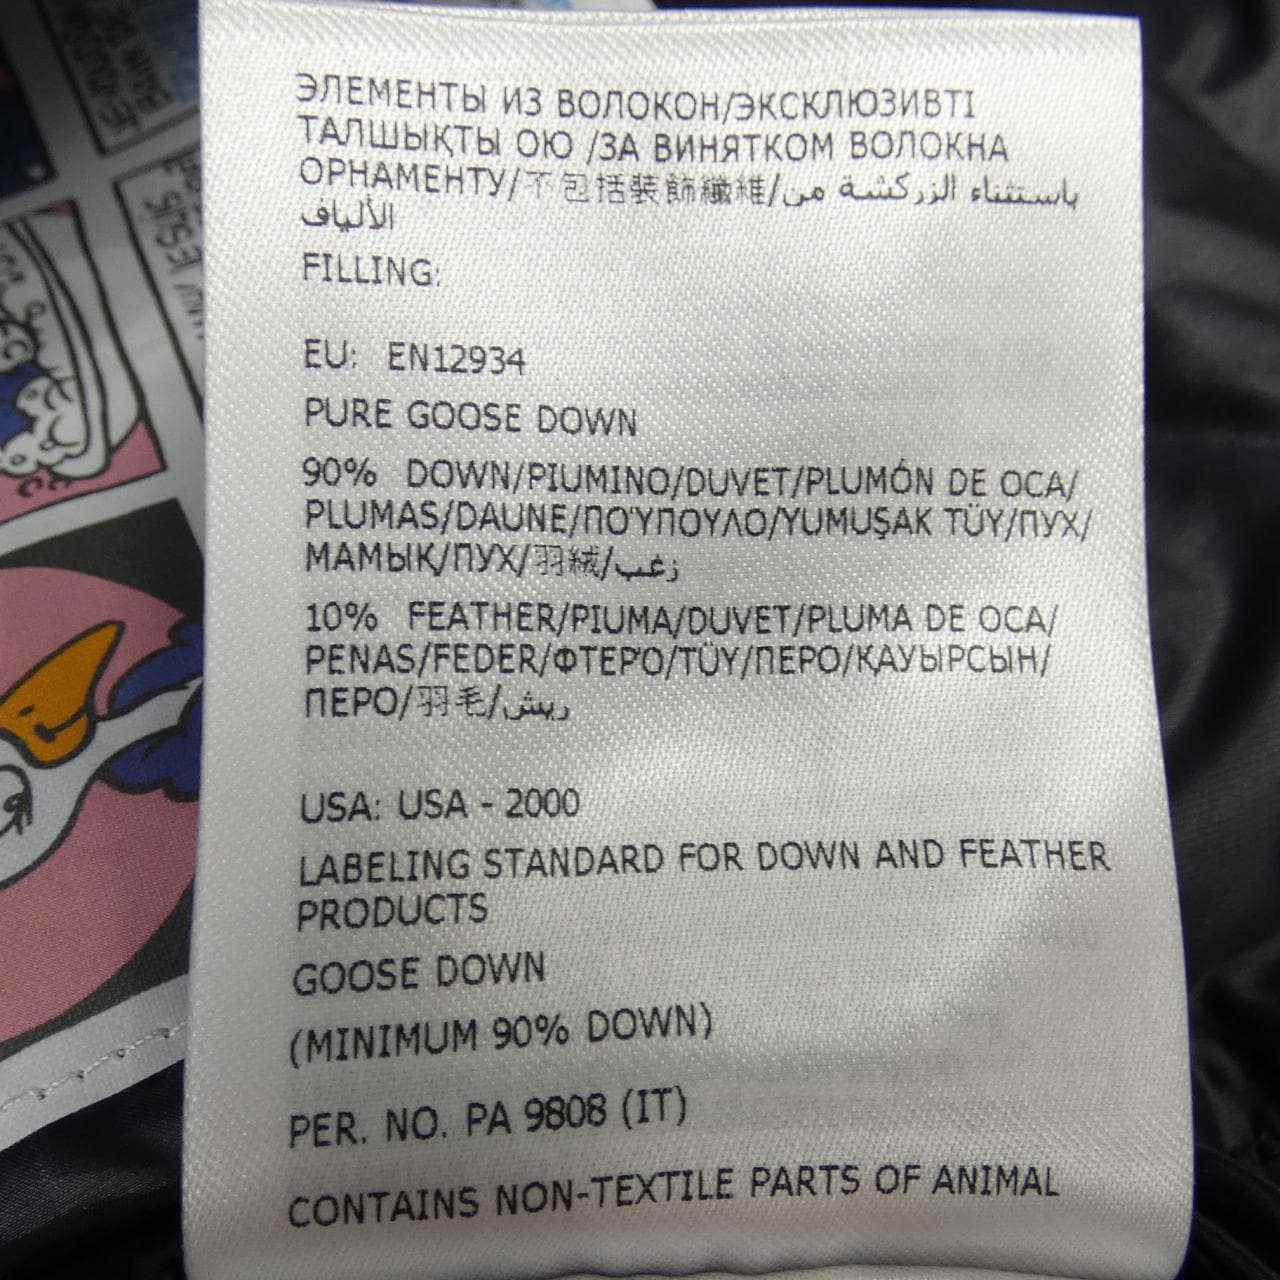 ЭЛЕМЕНТЫ ИЗ ВОЛОКОН/ЭКСКЛЮЗИВТІ
ТАЛШЫҚТЫ ОЮ /ЗА ВИНЯТКОМ ВОЛОКНА
ОРНАМЕНТУ/不包括裝飾纖維/باستثناء الزركشة من
الألياف
FILLING:
EU: EN12934
PURE GOOSE DOWN
90% DOWN/PIUMINO/DUVET/PLUMÓN DE OCA/
PLUMAS/DAUNE/ΠΟΎΠΟΥΛΟ/YUMUŞAK TÜY/ПУХ/
МАМЫҚ/ПУХ/羽絨/زغب
10% FEATHER/PIUMA/DUVET/PLUMA DE OCA/
PENAS/FEDER/ΦΤΕΡΌ/TÜY/ПЕРО/ҚАУЫРСЫН/
ПЕРО/羽毛/ريش
USA: USA - 2000
LABELING STANDARD FOR DOWN AND FEATHER
PRODUCTS
GOOSE DOWN
(MINIMUM 90% DOWN)
PER. NO. PA 9808 (IT)
CONTAINS NON-TEXTILE PARTS OF ANIMAL